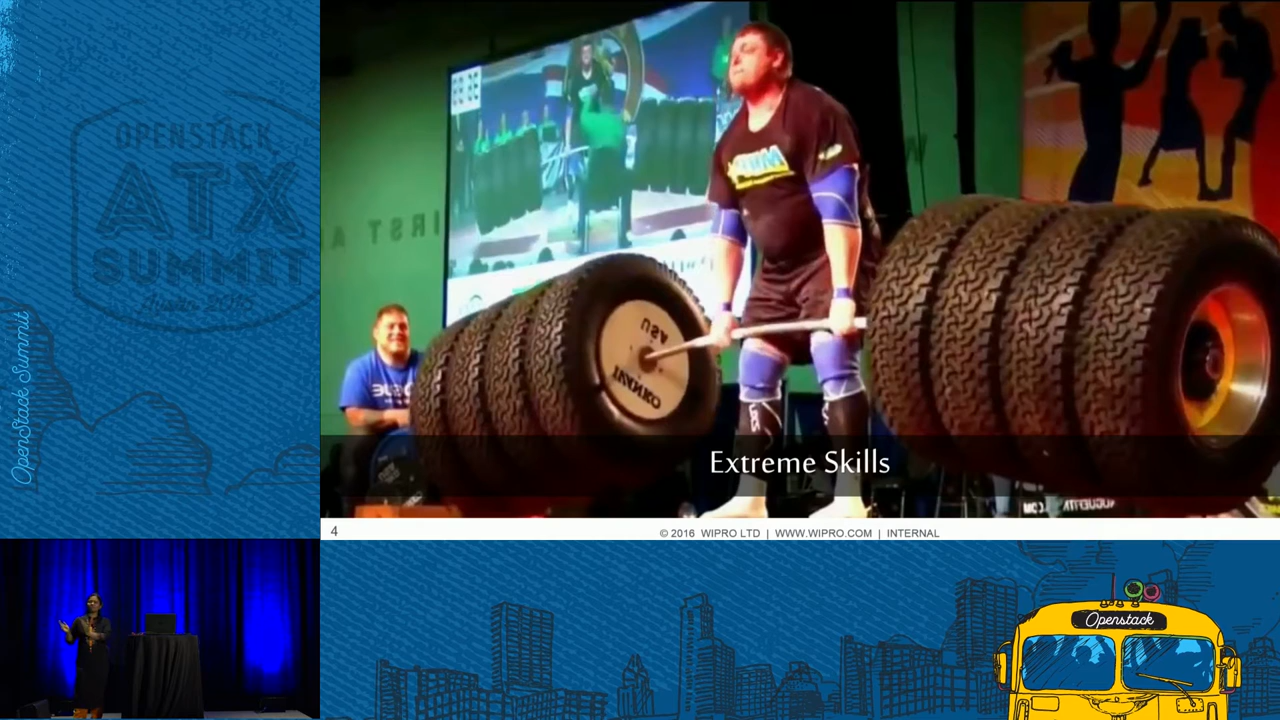 OPENSTACK
ATX
SUMMIT
OpenStack Summit
Extreme Skills
4
© 2016 WIPRO LTD | WWW.WIPRO.COM | INTERNAL
Openstack